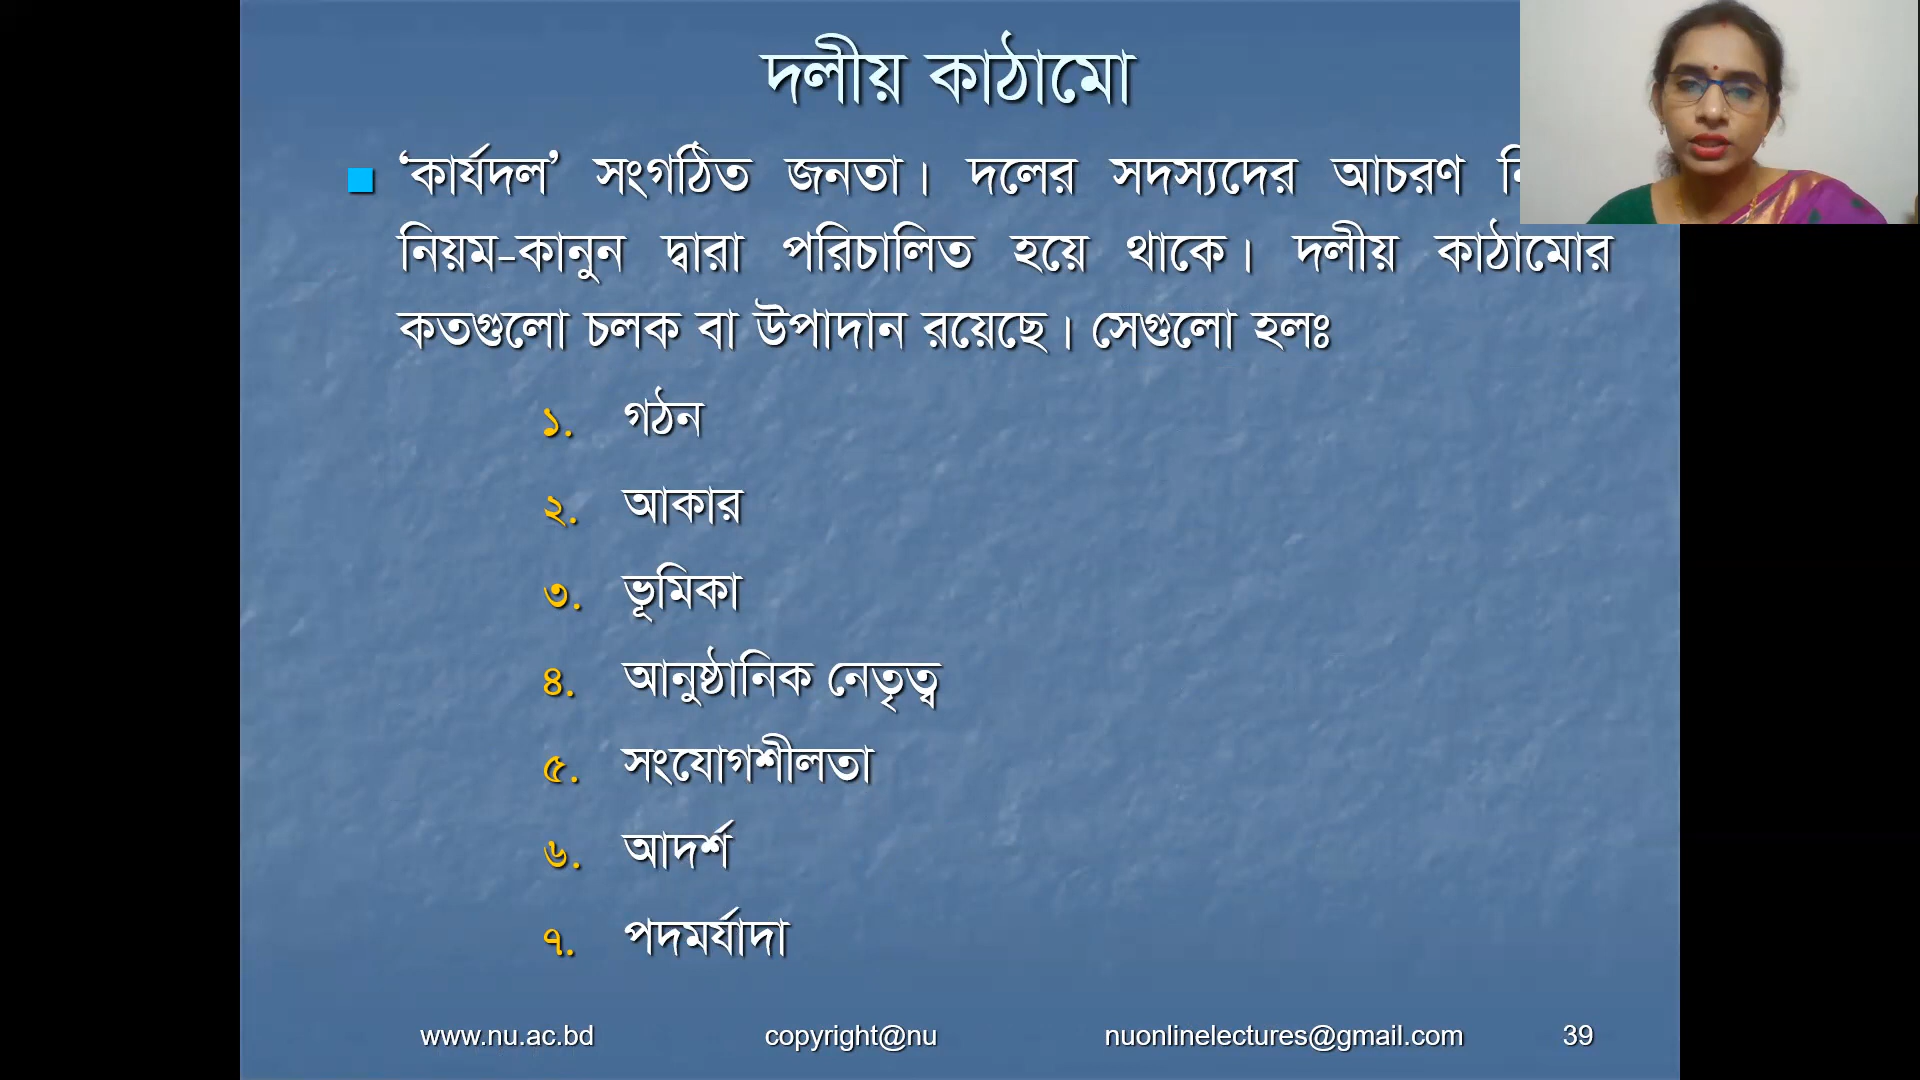 দলীয় কাঠামো
‘কার্যদল’ সংগঠিত জনতা। দলের সদস্যদের আচরণ
নিয়ম-কানুন দ্বারা পরিচালিত হয়ে থাকে। দলীয় কাঠামোর
কতগুলো চলক বা উপাদান রয়েছে। সেগুলো হলঃ
১. গঠন
২. আকার
৩. ভূমিকা
৪. আনুষ্ঠানিক নেতৃত্ব
৫. সংযোগশীলতা
৬. আদর্শ
৭. পদমর্যাদা
www.nu.ac.bd copyright@nu nuonlinelectures@gmail.com 39